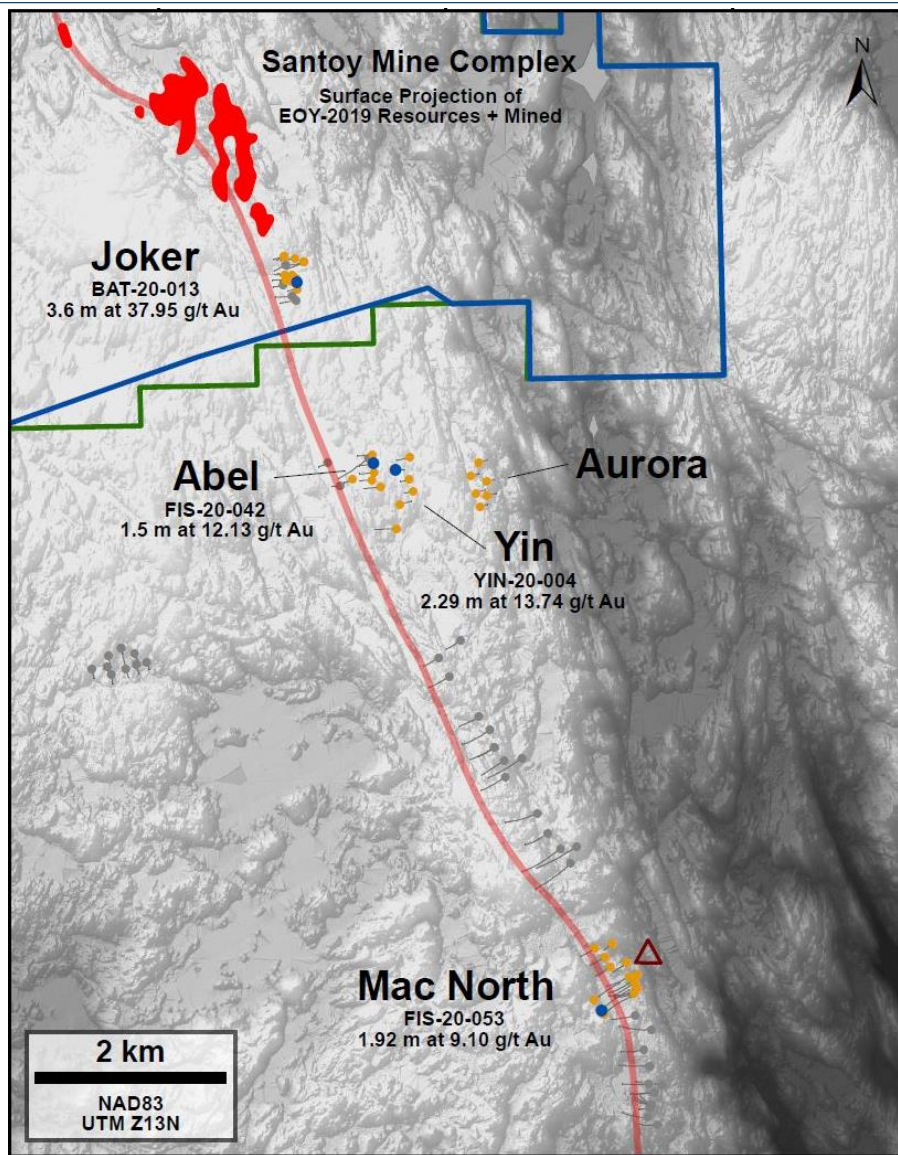 Santoy Mine Complex
Surface Projection of
EOY-2019 Resources + Mined
N
Joker
BAT-20-013
3.6 m at 37.95 g/t Au
Abel
FIS-20-042
1.5 m at 12.13 g/t Au
Aurora
Yin
YIN-20-004
2.29 m at 13.74 g/t Au
Mac North
FIS-20-053
1.92 m at 9.10 g/t Au
2 km
NAD83
UTM Z13N